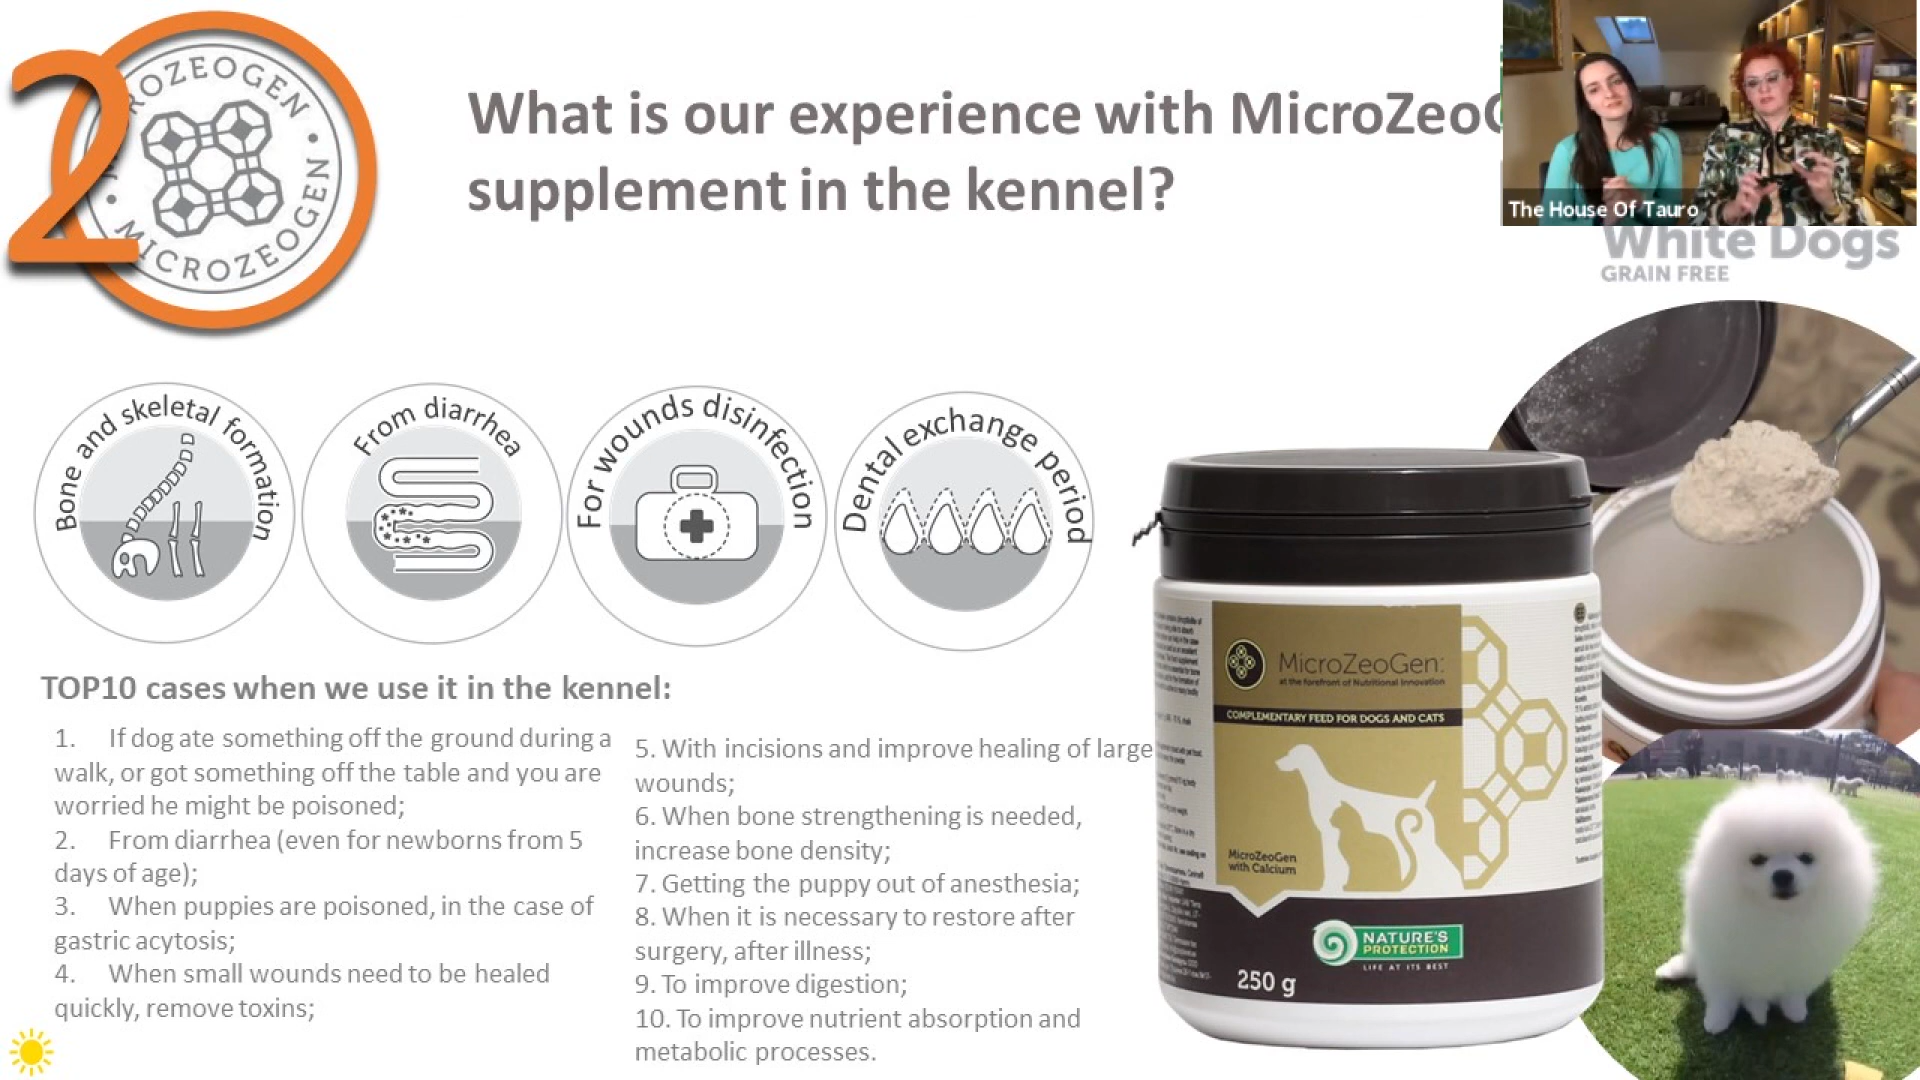 2
MICROZEOGEN • MICROZEOGEN •
What is our experience with MicroZeo
supplement in the kennel?
The House Of Tauro
White Dogs
GRAIN FREE
Bone and skeletal formation
From diarrhea
For wounds disinfection
Dental exchange period
TOP10 cases when we use it in the kennel:
1. If dog ate something off the ground during a
walk, or got something off the table and you are
worried he might be poisoned;
2. From diarrhea (even for newborns from 5
days of age);
3. When puppies are poisoned, in the case of
gastric acytosis;
4. When small wounds need to be healed
quickly, remove toxins;
5. With incisions and improve healing of large
wounds;
6. When bone strengthening is needed,
increase bone density;
7. Getting the puppy out of anesthesia;
8. When it is necessary to restore after
surgery, after illness;
9. To improve digestion;
10. To improve nutrient absorption and
metabolic processes.
MicroZeoGen:
at the forefront of Nutritional Innovation
COMPLEMENTARY FEED FOR DOGS AND CATS
MicroZeoGen
with Calcium
NATURE'S
PROTECTION
LIFE AT ITS BEST
250 g